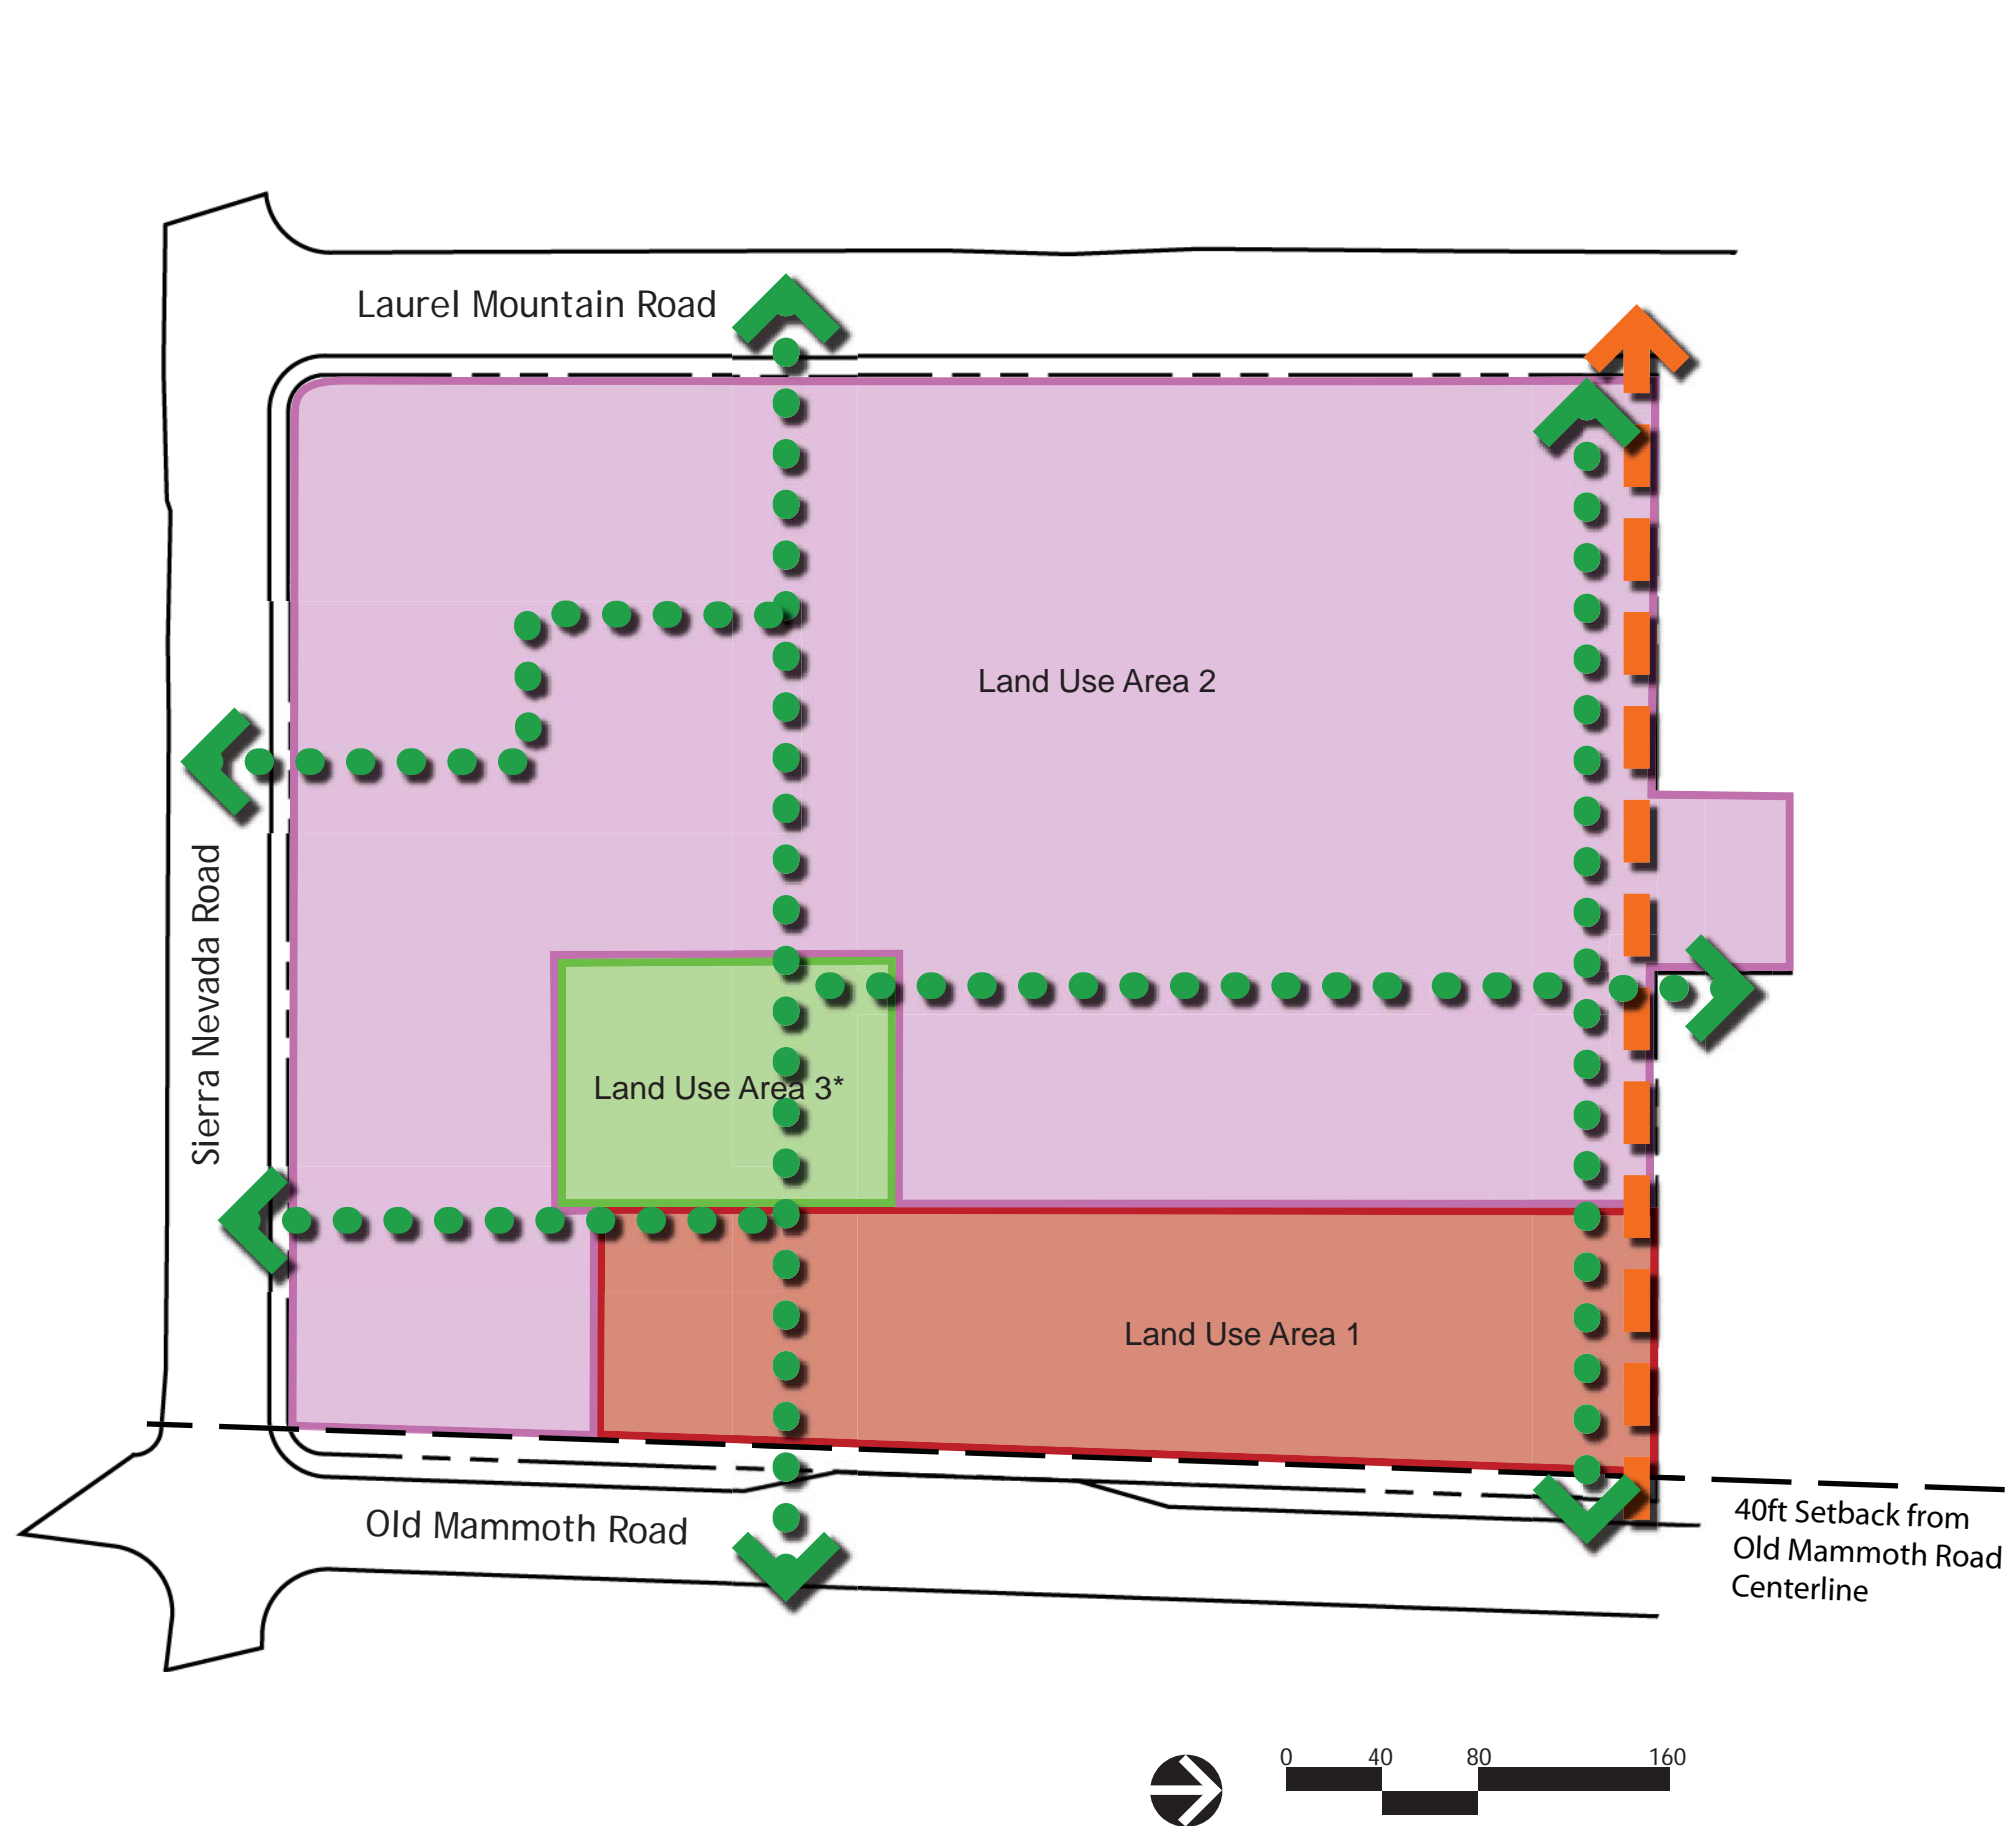 Laurel Mountain Road
Land Use Area 2
Sierra Nevada Road
Land Use Area 3*
Land Use Area 1
Old Mammoth Road
40ft Setback from
Old Mammoth Road
Centerline
0 40 80 160